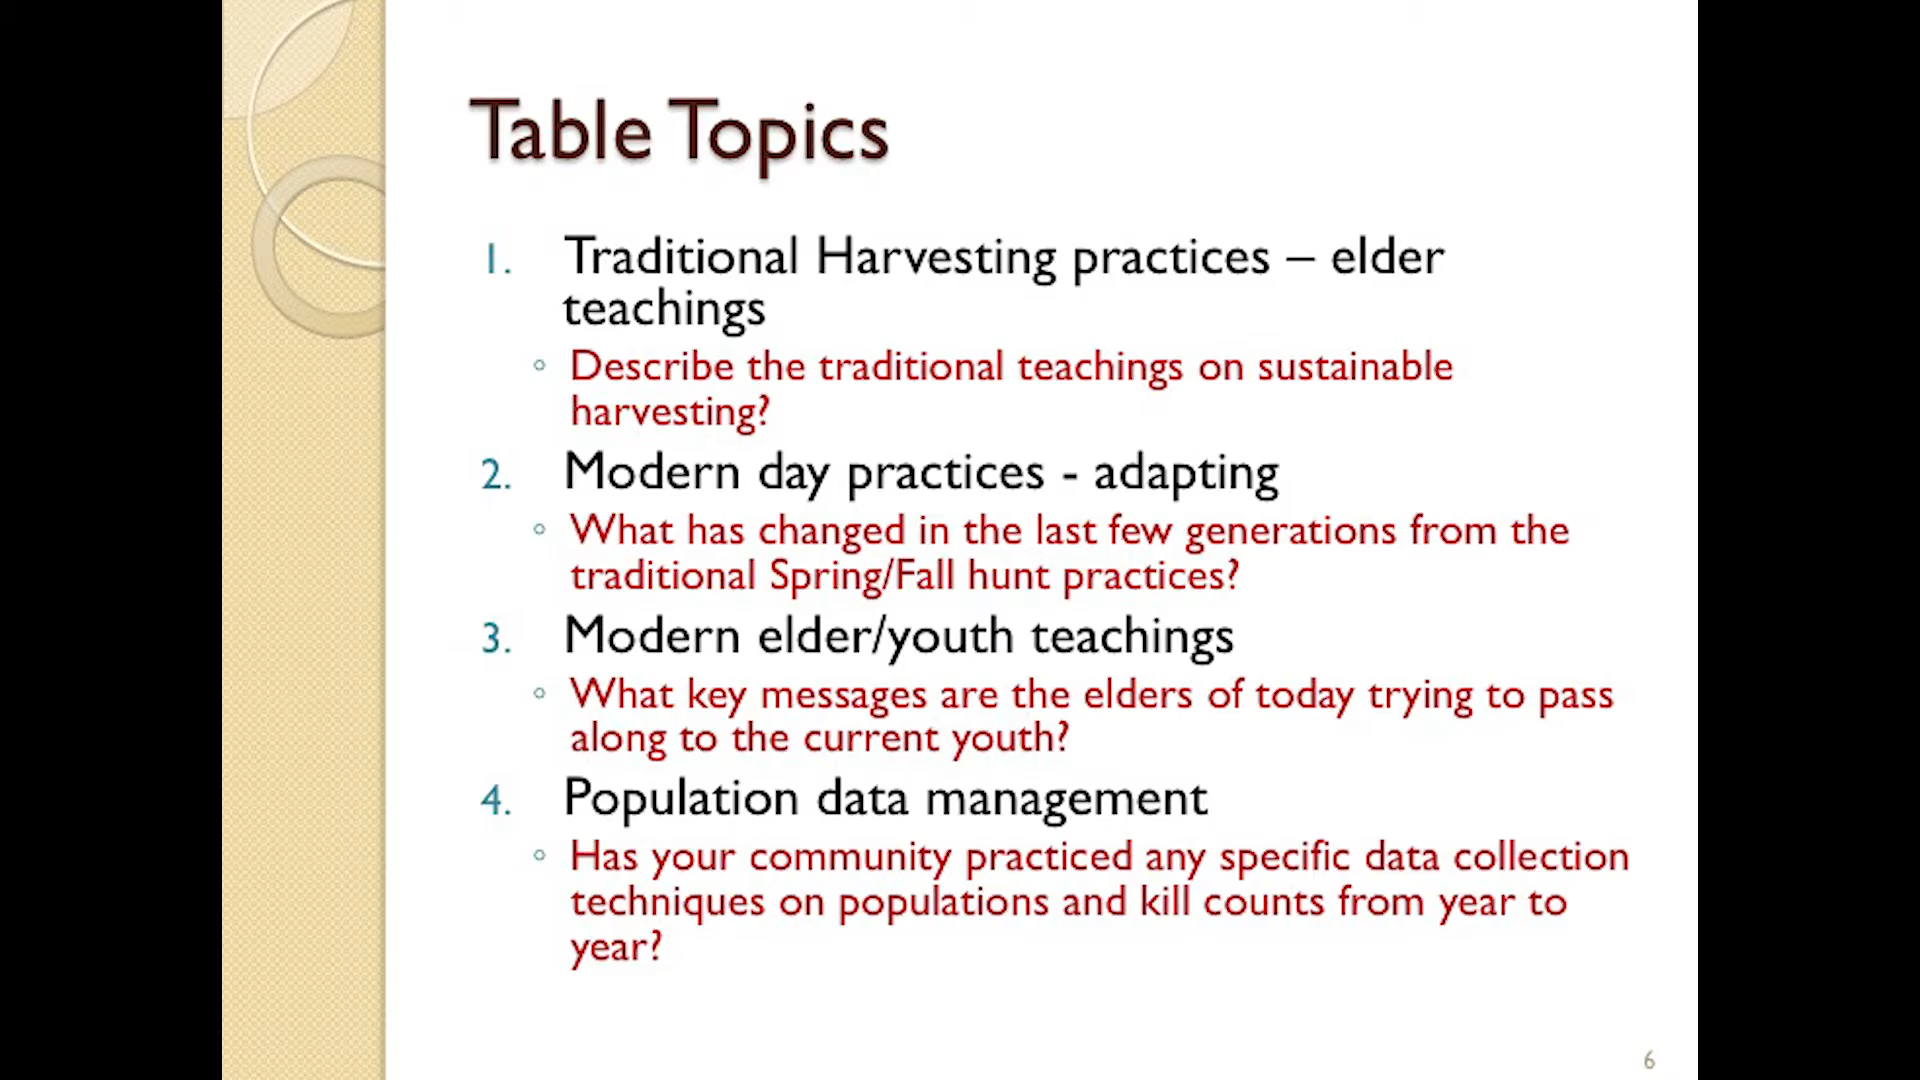 Table Topics
1. Traditional Harvesting practices – elder
teachings
◦ Describe the traditional teachings on sustainable
harvesting?
2. Modern day practices - adapting
◦ What has changed in the last few generations from the
traditional Spring/Fall hunt practices?
3. Modern elder/youth teachings
◦ What key messages are the elders of today trying to pass
along to the current youth?
4. Population data management
◦ Has your community practiced any specific data collection
techniques on populations and kill counts from year to
year?
6